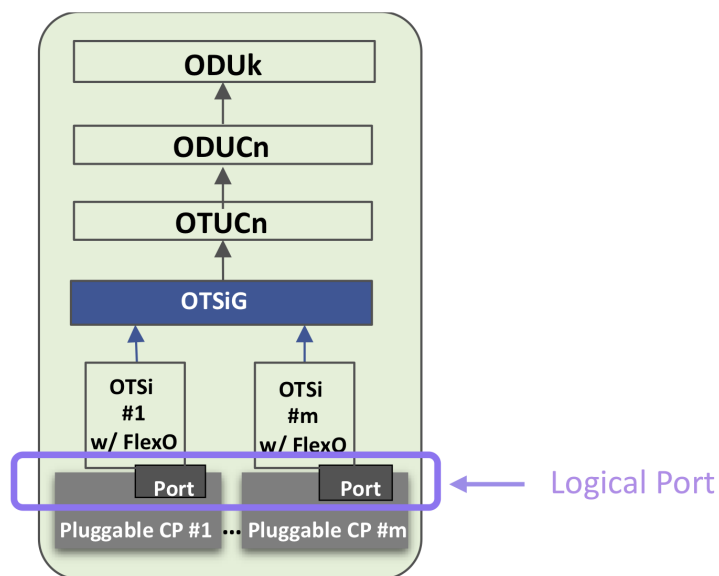 ODUk
ODUCn
OTUCn
OTSiG
OTSi
#1
w/ FlexO
OTSi
#m
w/ FlexO
Port
Port
Logical Port
Pluggable CP #1
...
Pluggable CP #m